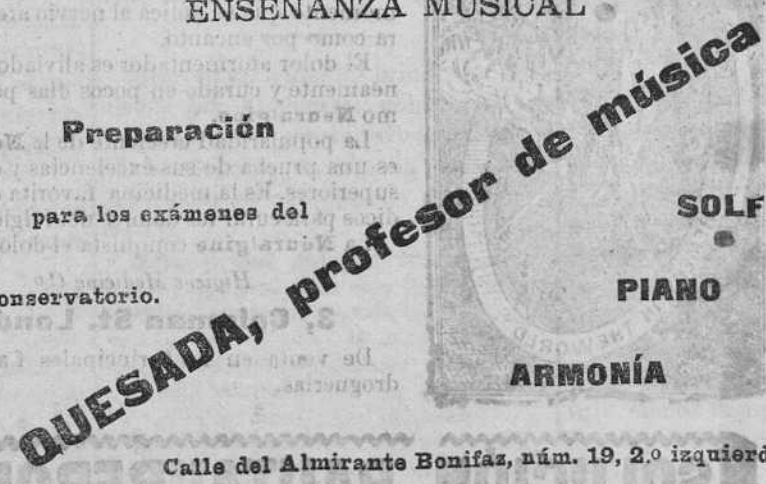 ENSEÑANZA MUSICAL
Preparación
para los exámenes del
onservatorio.
QUESADA, profesor de música
SOLF
PIANO
ARMONÍA
Calle del Almirante Bonifaz, núm. 19, 2.º izquierd